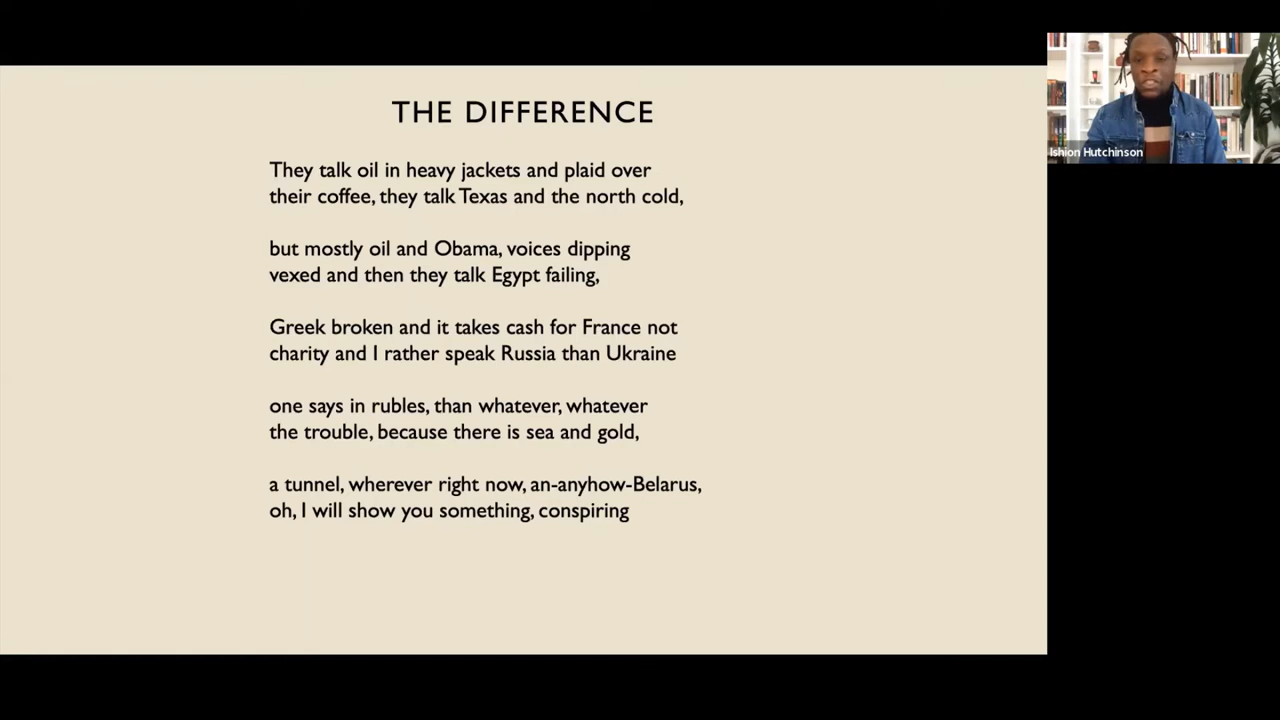 THE DIFFERENCE
They talk oil in heavy jackets and plaid over
their coffee, they talk Texas and the north cold,
but mostly oil and Obama, voices dipping
vexed and then they talk Egypt failing,
Greek broken and it takes cash for France not
charity and I rather speak Russia than Ukraine
one says in rubles, than whatever, whatever
the trouble, because there is sea and gold,
a tunnel, wherever right now, an-anyhow-Belarus,
oh, I will show you something, conspiring
Ishion Hutchinson